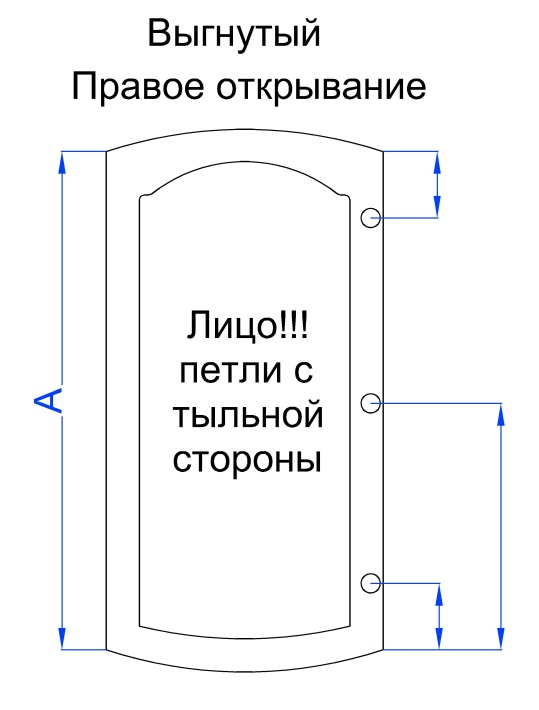 Выгнутый
Правое открывание
Лицо!!!
петли с
тыльной
стороны
A